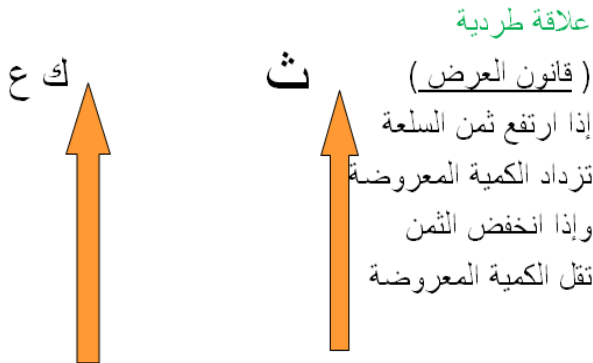 علاقة طردية
( قانون العرض )
إذا ارتفع ثمن السلعة
تزداد الكمية المعروضة
وإذا انخفض الثمن
تقل الكمية المعروضة
ث
ك ع